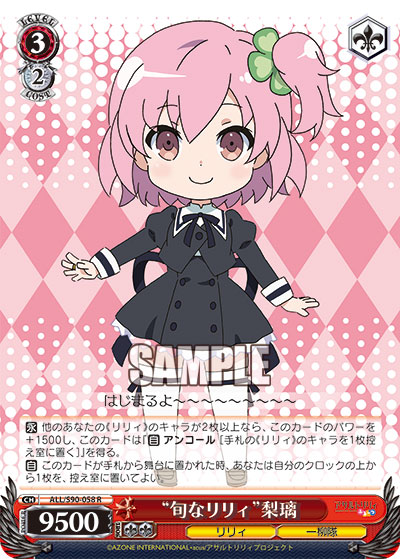 LEVEL
3
2
COST
SAMPLE
はじまるよ~~~~~~~~~
永 他のあなたの《リリィ》のキャラが2枚以上なら、このカードのパワーを
+1500し、このカードは『自 アンコール [手札の《リリィ》のキャラを1枚控
え室に置く]』を得る。
自 このカードが手札から舞台に置かれた時、あなたは自分のクロックの上か
ら1枚を、控え室に置いてよい。
CH ALL/S90-058 R
“旬なリリィ”梨璃
9500
リリィ
一柳隊
©AZONE INTERNATIONAL・acus/アサルトリリィプロジェクト